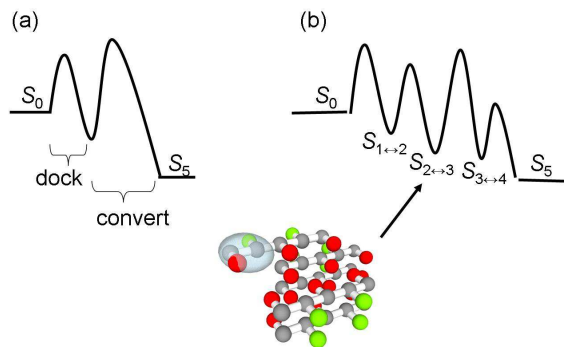 (a)
S₀
S₅
dock
convert
(b)
S₀
S₁↔₂
S₂↔₃
S₃↔₄
S₅